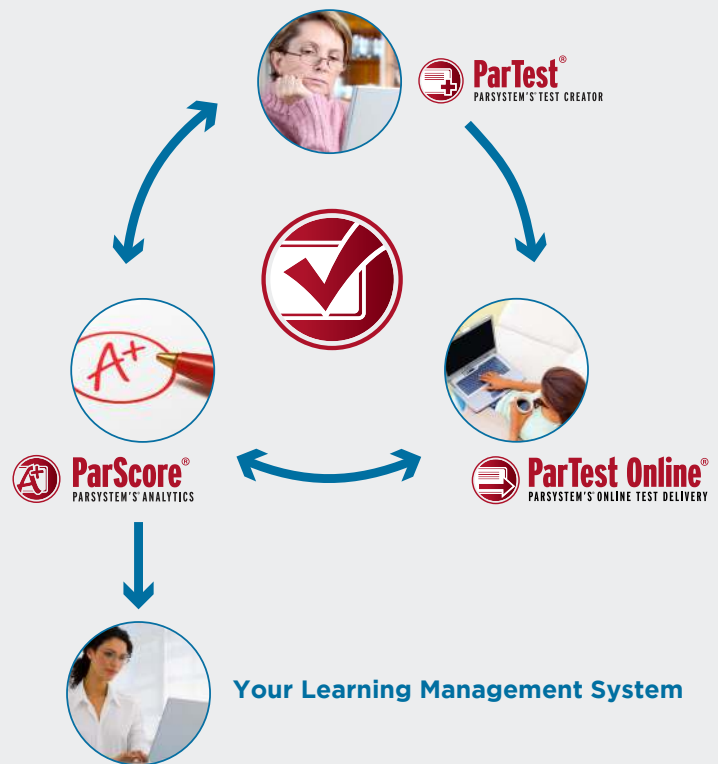 ParTest®
PARSYSTEM'S® TEST CREATOR
A+
A+
ParScore®
PARSYSTEM'S® ANALYTICS
ParTest Online®
PARSYSTEM'S® ONLINE TEST DELIVERY
Your Learning Management System